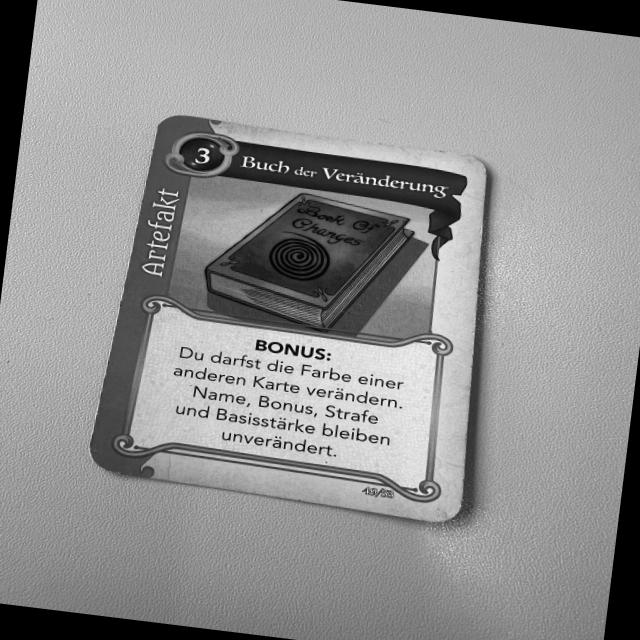 3
Buch der Veränderung
Artefakt
Book Of
Changes
BONUS:
Du darfst die Farbe einer
anderen Karte verändern.
Name, Bonus, Strafe
und Basisstärke bleiben
unverändert.